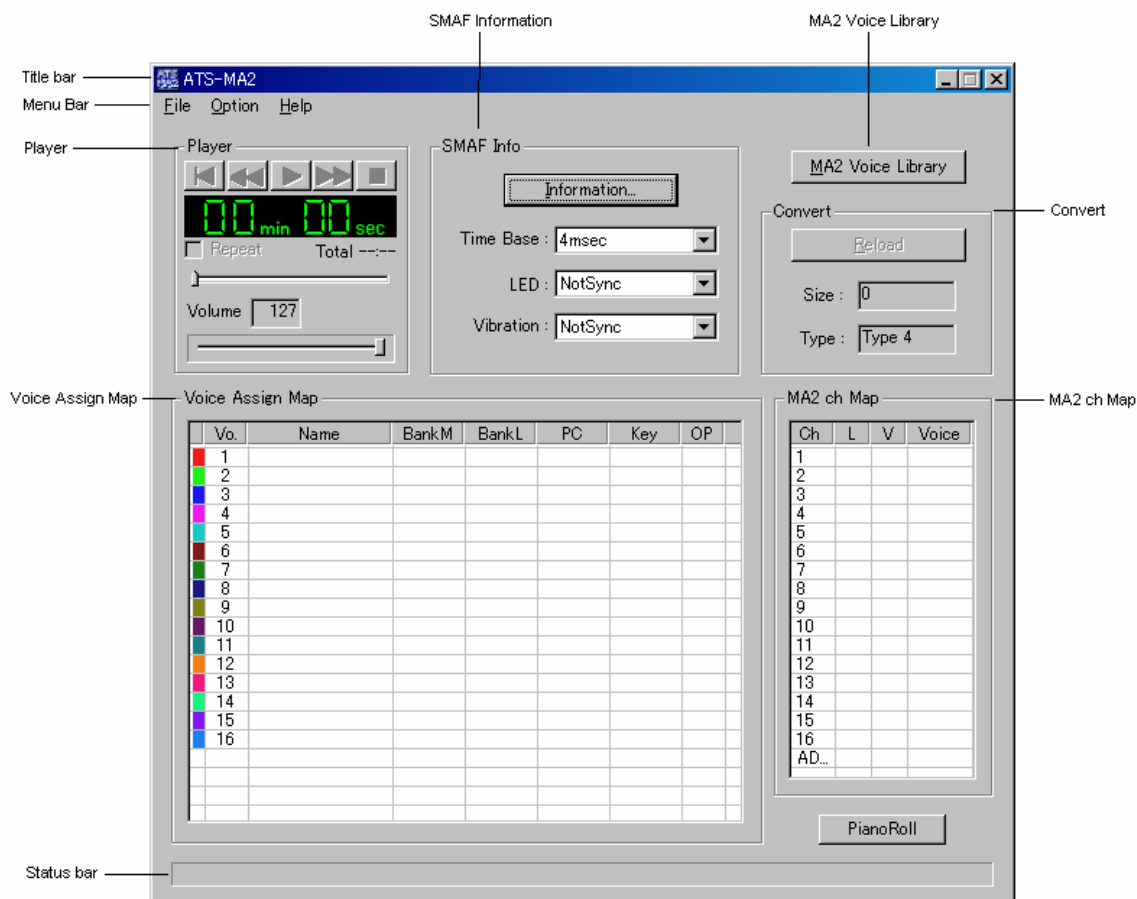 SMAF Information
MA2 Voice Library
Title bar
ATS-MA2
Menu Bar
File Option Help
Player
Player
SMAF Info
MA2 Voice Library
Information...
Convert
Convert
00 min 00 sec
Reload
Repeat Total --:--
Time Base : 4msec
LED : NotSync
Size : 0
Volume 127
Vibration : NotSync
Type : Type 4
Voice Assign Map
Voice Assign Map
MA2 ch Map
MA2 ch Map
Vo. Name BankM BankL PC Key OP
Ch L V Voice
1
2
3
4
5
6
7
8
9
10
11
12
13
14
15
16
1
2
3
4
5
6
7
8
9
10
11
12
13
14
15
16
AD...
PianoRoll
Status bar